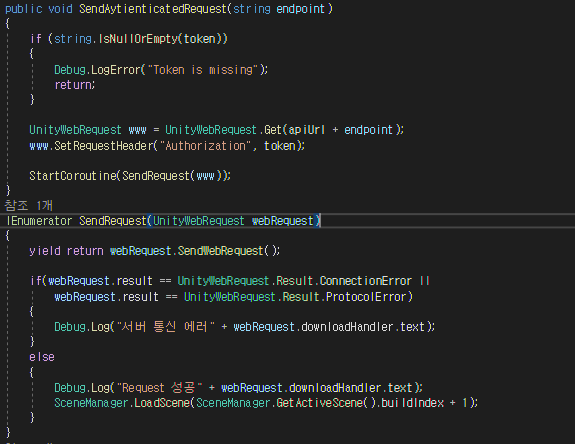 public void SendAytienticatedRequest(string endpoint)
{
if (string.IsNullOrEmpty(token))
{
Debug.LogError("Token is missing");
return;
}
UnityWebRequest www = UnityWebRequest.Get(apiUrl + endpoint);
www.SetRequestHeader("Authorization", token);
StartCoroutine(SendRequest(www));
}
참조 1개
IEnumerator SendRequest(UnityWebRequest webRequest)
{
yield return webRequest.SendWebRequest();
if(webRequest.result == UnityWebRequest.Result.ConnectionError ||
webRequest.result == UnityWebRequest.Result.ProtocolError)
{
Debug.Log("서버 통신 에러" + webRequest.downloadHandler.text);
}
else
{
Debug.Log("Request 성공" + webRequest.downloadHandler.text);
SceneManager.LoadScene(SceneManager.GetActiveScene().buildIndex + 1);
}
}